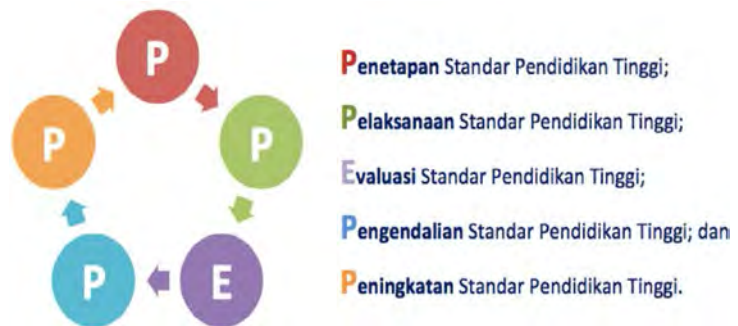 P
P
E
P
P
Penetapan Standar Pendidikan Tinggi;
Pelaksanaan Standar Pendidikan Tinggi;
Evaluasi Standar Pendidikan Tinggi;
Pengendalian Standar Pendidikan Tinggi; dan
Peningkatan Standar Pendidikan Tinggi.